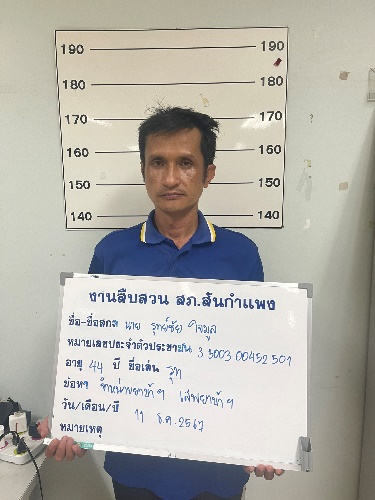 190 190
180 180
170 170
160 160
150 150
140 140
งานสืบสวน สภ.สันกำแพง
ชื่อ-ชื่อสกุล นาย ฤทธิ์ชัย ใจมูล
หมายเลขประจำตัวประชาชน 3 5003 00452 501
อายุ 44 ปี ชื่อเล่น
ข้อหา จำหน่ายยาบ้าฯ เสพยาบ้าฯ
วัน/เดือน/ปี 11 ธ.ค. 2567
หมายเหตุ